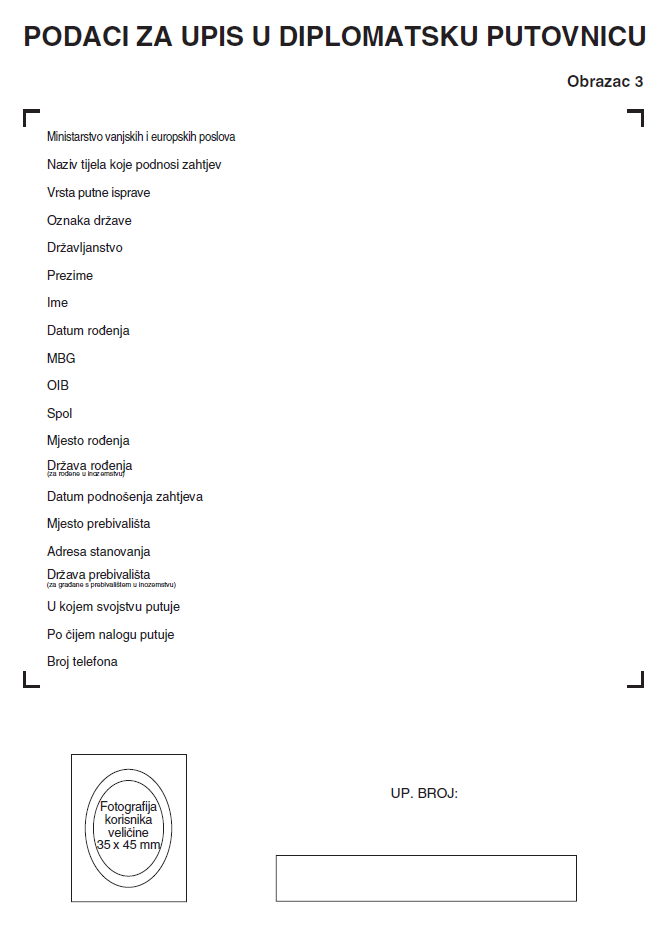 PODACI ZA UPIS U DIPLOMATSKU PUTOVNICU
Obrazac 3
Ministarstvo vanjskih i europskih poslova
Naziv tijela koje podnosi zahtjev
Vrsta putne isprave
Oznaka države
Državljanstvo
Prezime
Ime
Datum rođenja
MBG
OIB
Spol
Mjesto rođenja
Država rođenja
(za rođene u inozemstvu)
Datum podnošenja zahtjeva
Mjesto prebivališta
Adresa stanovanja
Država prebivališta
(za građane s prebivalištem u inozemstvu)
U kojem svojstvu putuje
Po čijem nalogu putuje
Broj telefona
Fotografija
korisnika
veličine
35 x 45 mm
UP. BROJ: